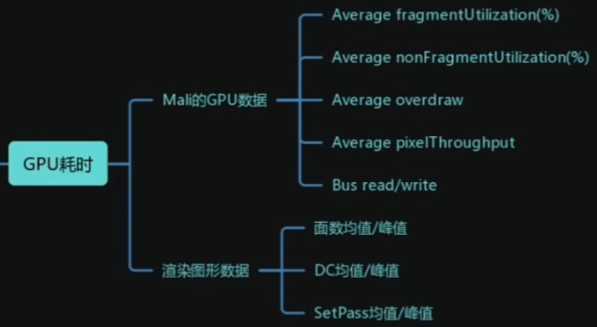 GPU耗时
Mali的GPU数据
Average fragmentUtilization(%)
Average nonFragmentUtilization(%)
Average overdraw
Average pixelThroughput
Bus read/write
渲染图形数据
面数均值/峰值
DC均值/峰值
SetPass均值/峰值